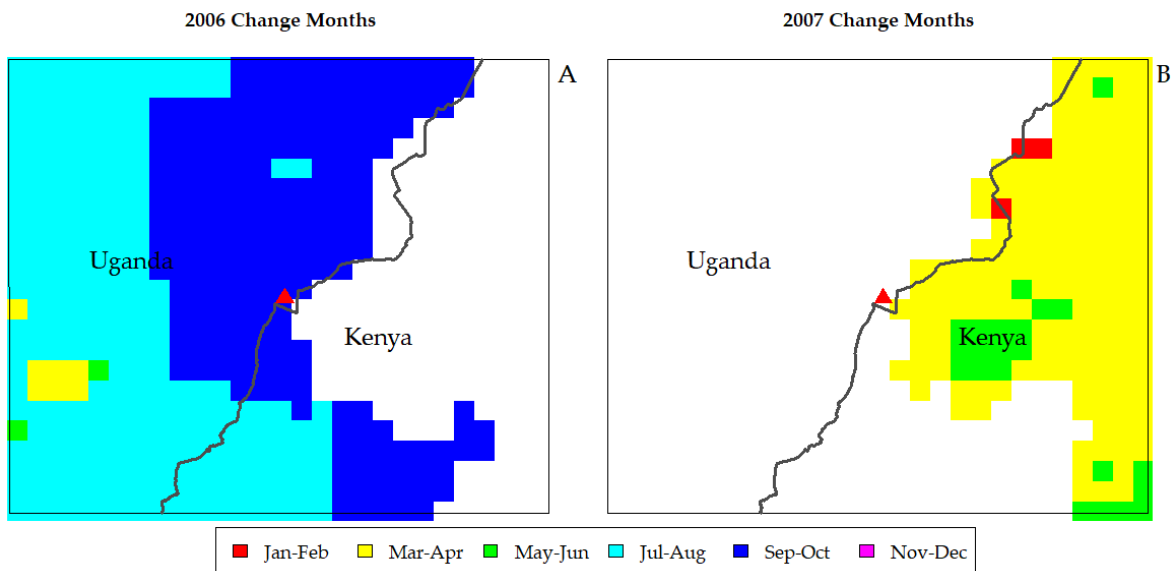 2006 Change Months
2007 Change Months
A
B
Uganda
Kenya
Uganda
Kenya
Jan-Feb Mar-Apr May-Jun Jul-Aug Sep-Oct Nov-Dec